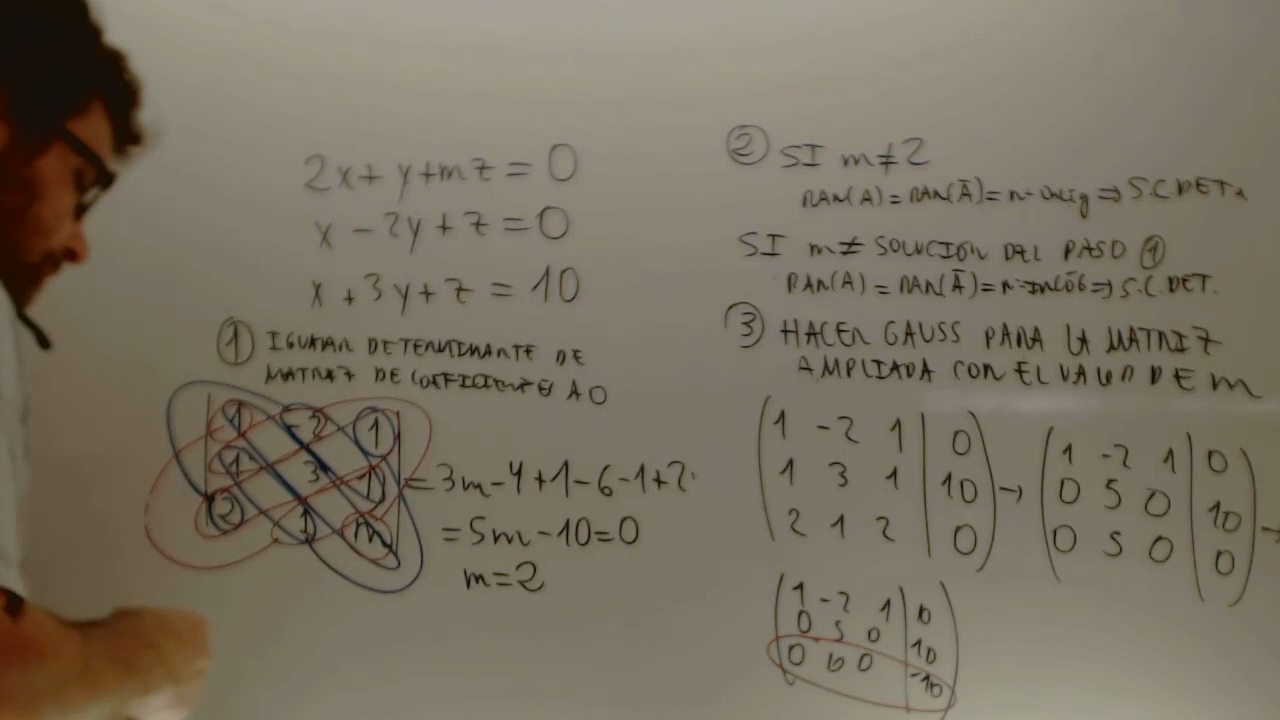 2x + y + mz = 0
x - 2y + z = 0
x + 3y + z = 10
① IGUALAR DETERMINANTE DE
MATRIZ DE COEFICIENTES A 0
1 -2 1
1 3 1
2 1 m
= 3m - 4 + 1 - 6 - 1 + 2
= 5m - 10 = 0
m = 2
② SI m ≠ 2
RAN(A) = RAN(Ā) = nº incóg ⇒ S.C.DET.
SI m ≠ SOLUCIÓN DEL PASO ①
RAN(A) = RAN(Ā) = nº INCÓG ⇒ S.C.DET.
③ HACER GAUSS PARA LA MATRIZ
AMPLIADA CON EL VALOR DE m
1 -2 1 | 0
1 3 1 | 10
2 1 2 | 0
→
1 -2 1 | 0
0 5 0 | 10
0 5 0 | 0
→
1 -2 1 | 0
0 5 0 | 10
0 0 0 | -10